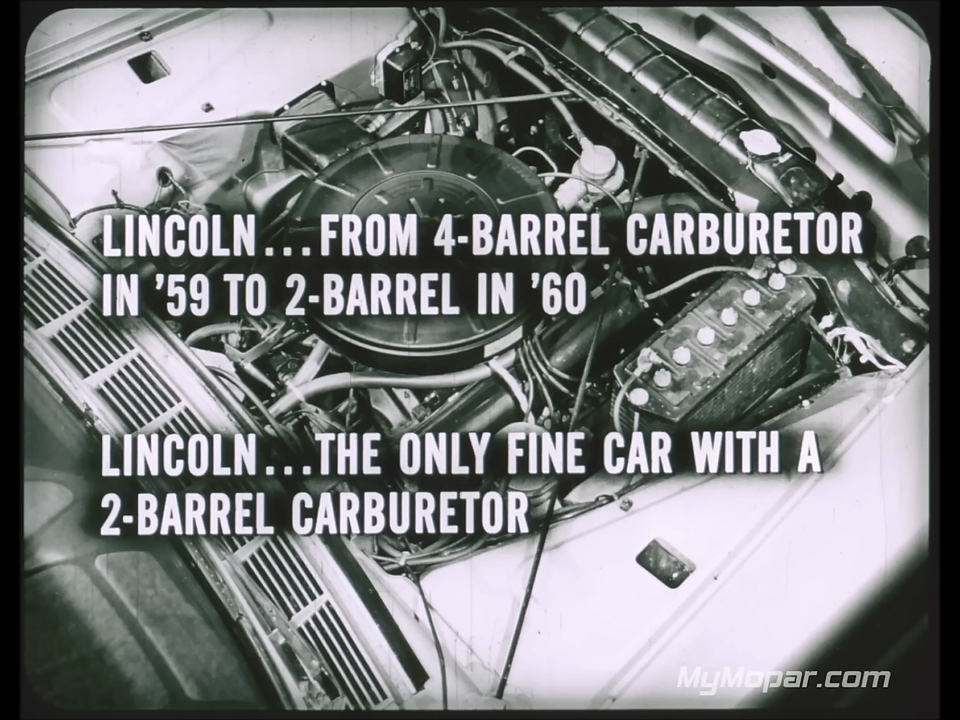 LINCOLN...FROM 4-BARREL CARBURETOR
IN '59 TO 2-BARREL IN '60
LINCOLN...THE ONLY FINE CAR WITH A
2-BARREL CARBURETOR
MyMopar.com